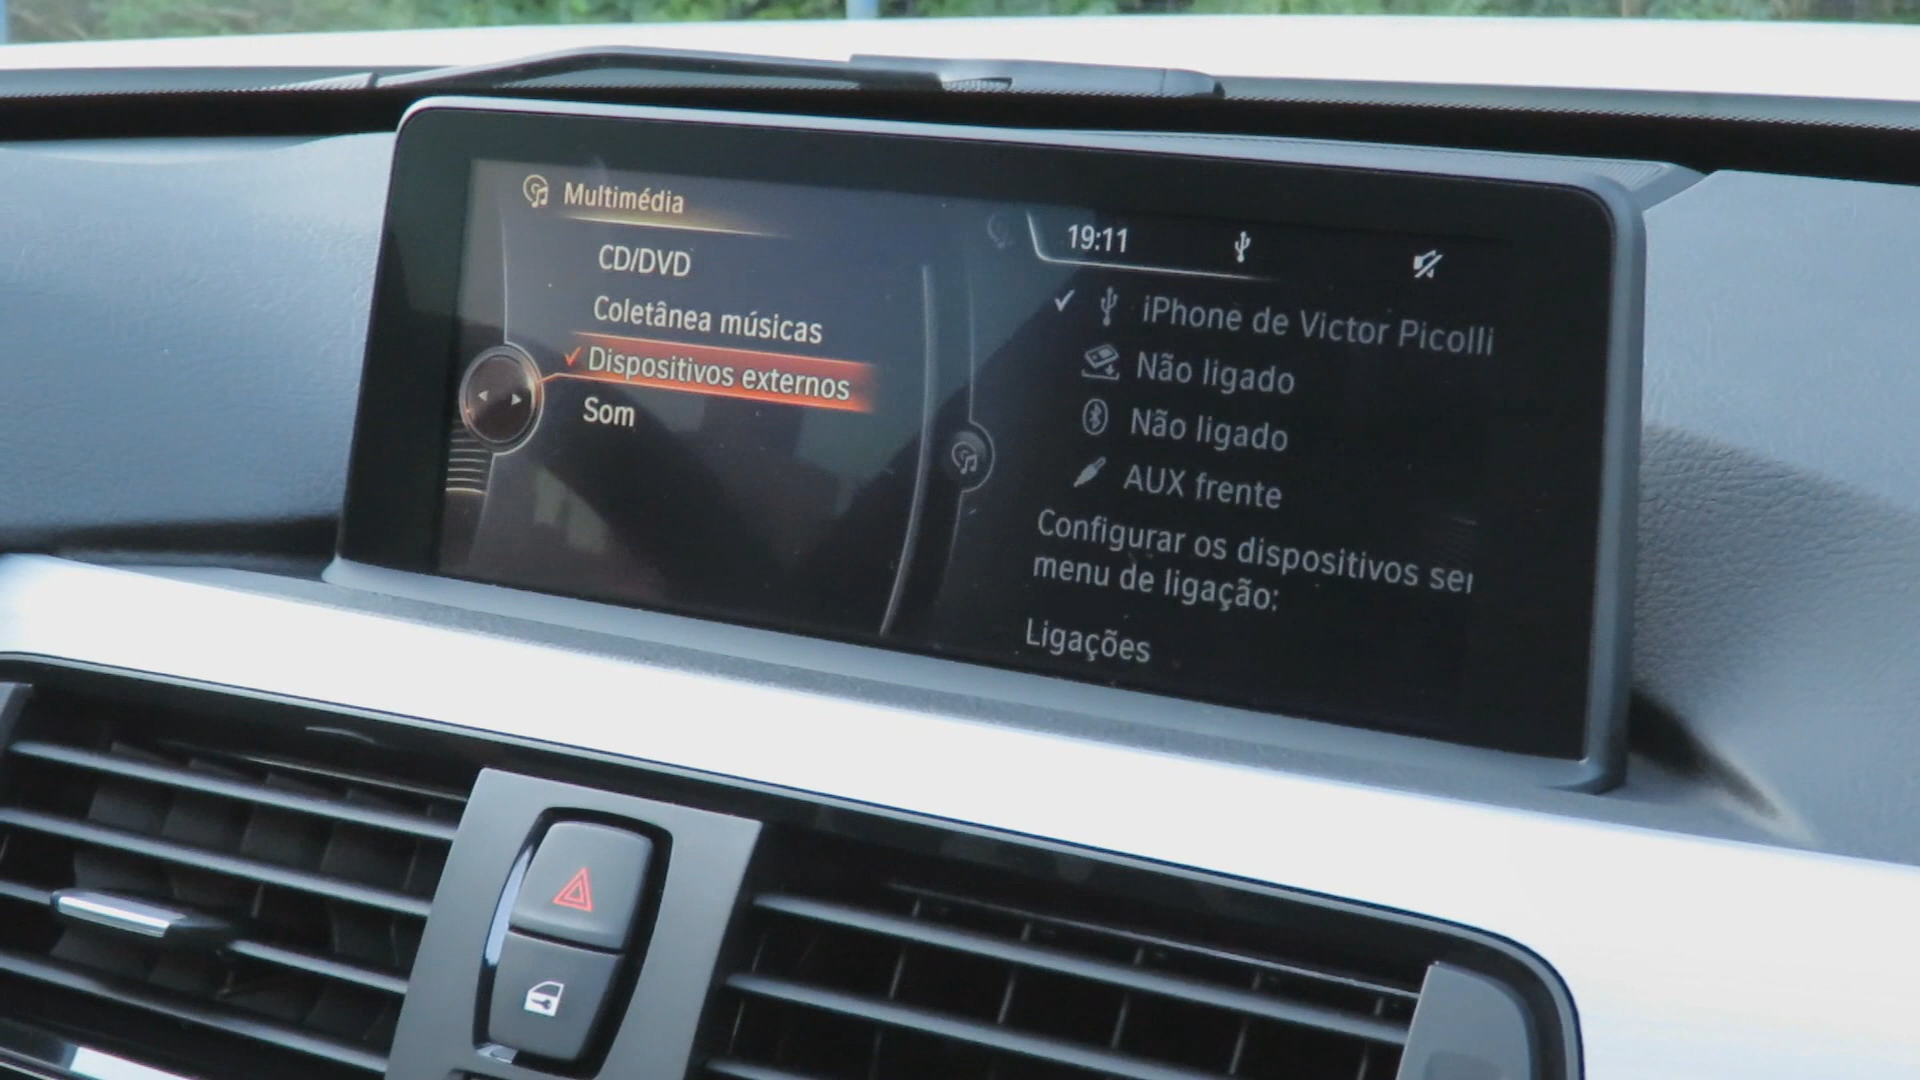 Multimédia
CD/DVD
Coletânea músicas
Dispositivos externos
Som
19:11
iPhone de Victor Picolli
Não ligado
Não ligado
AUX frente
Configurar os dispositivos
menu de ligação:
Ligações